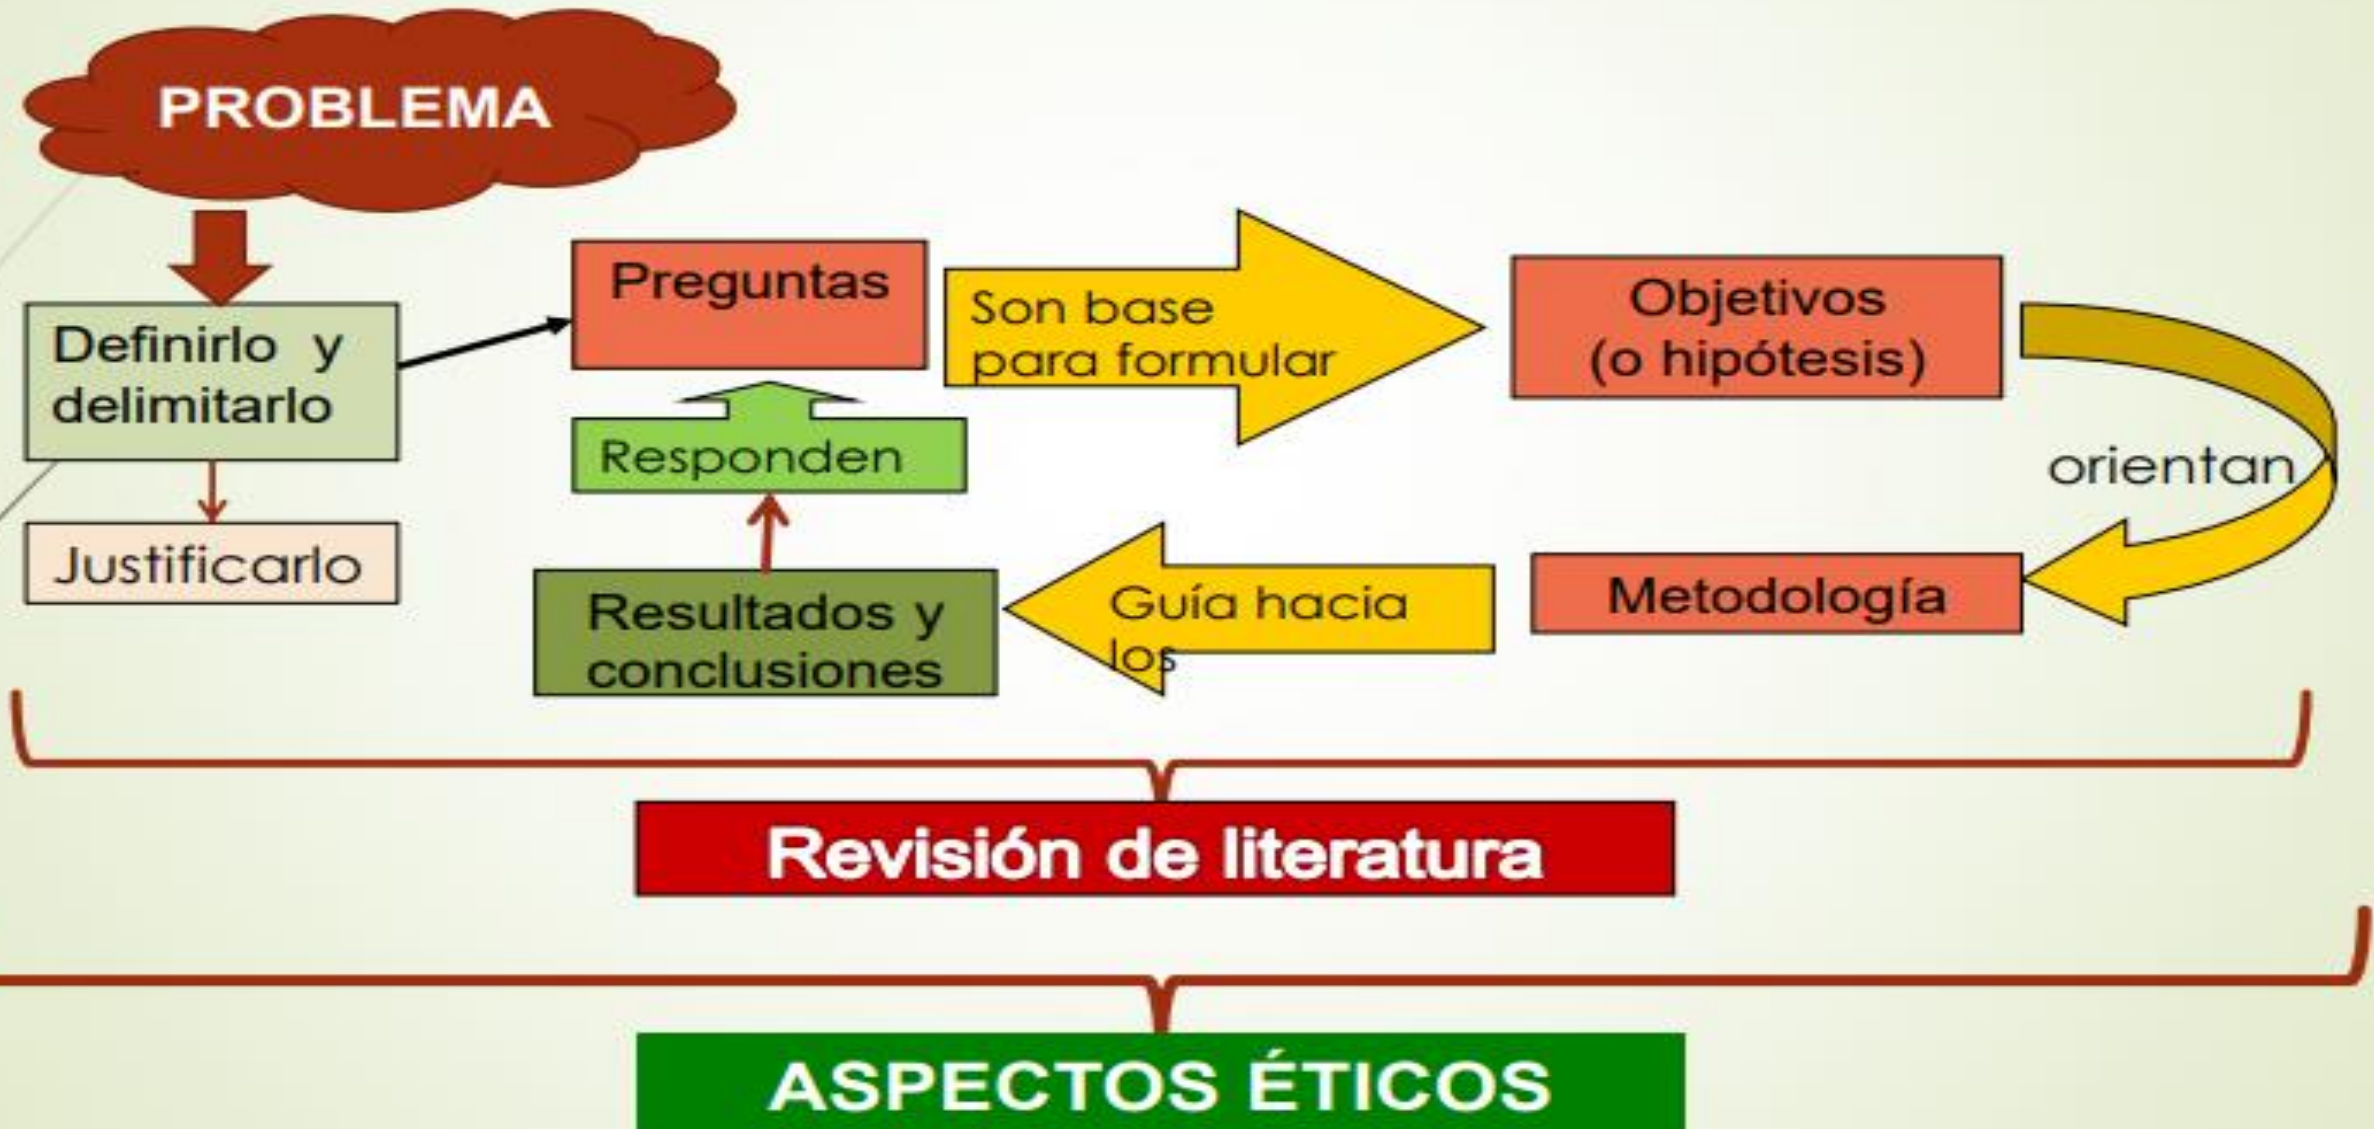 PROBLEMA
Definirlo y
delimitarlo
Justificarlo
Preguntas
Son base
para formular
Objetivos
(o hipótesis)
orientan
Metodología
Guía hacia
los
Resultados y
conclusiones
Responden
Revisión de literatura
ASPECTOS ÉTICOS